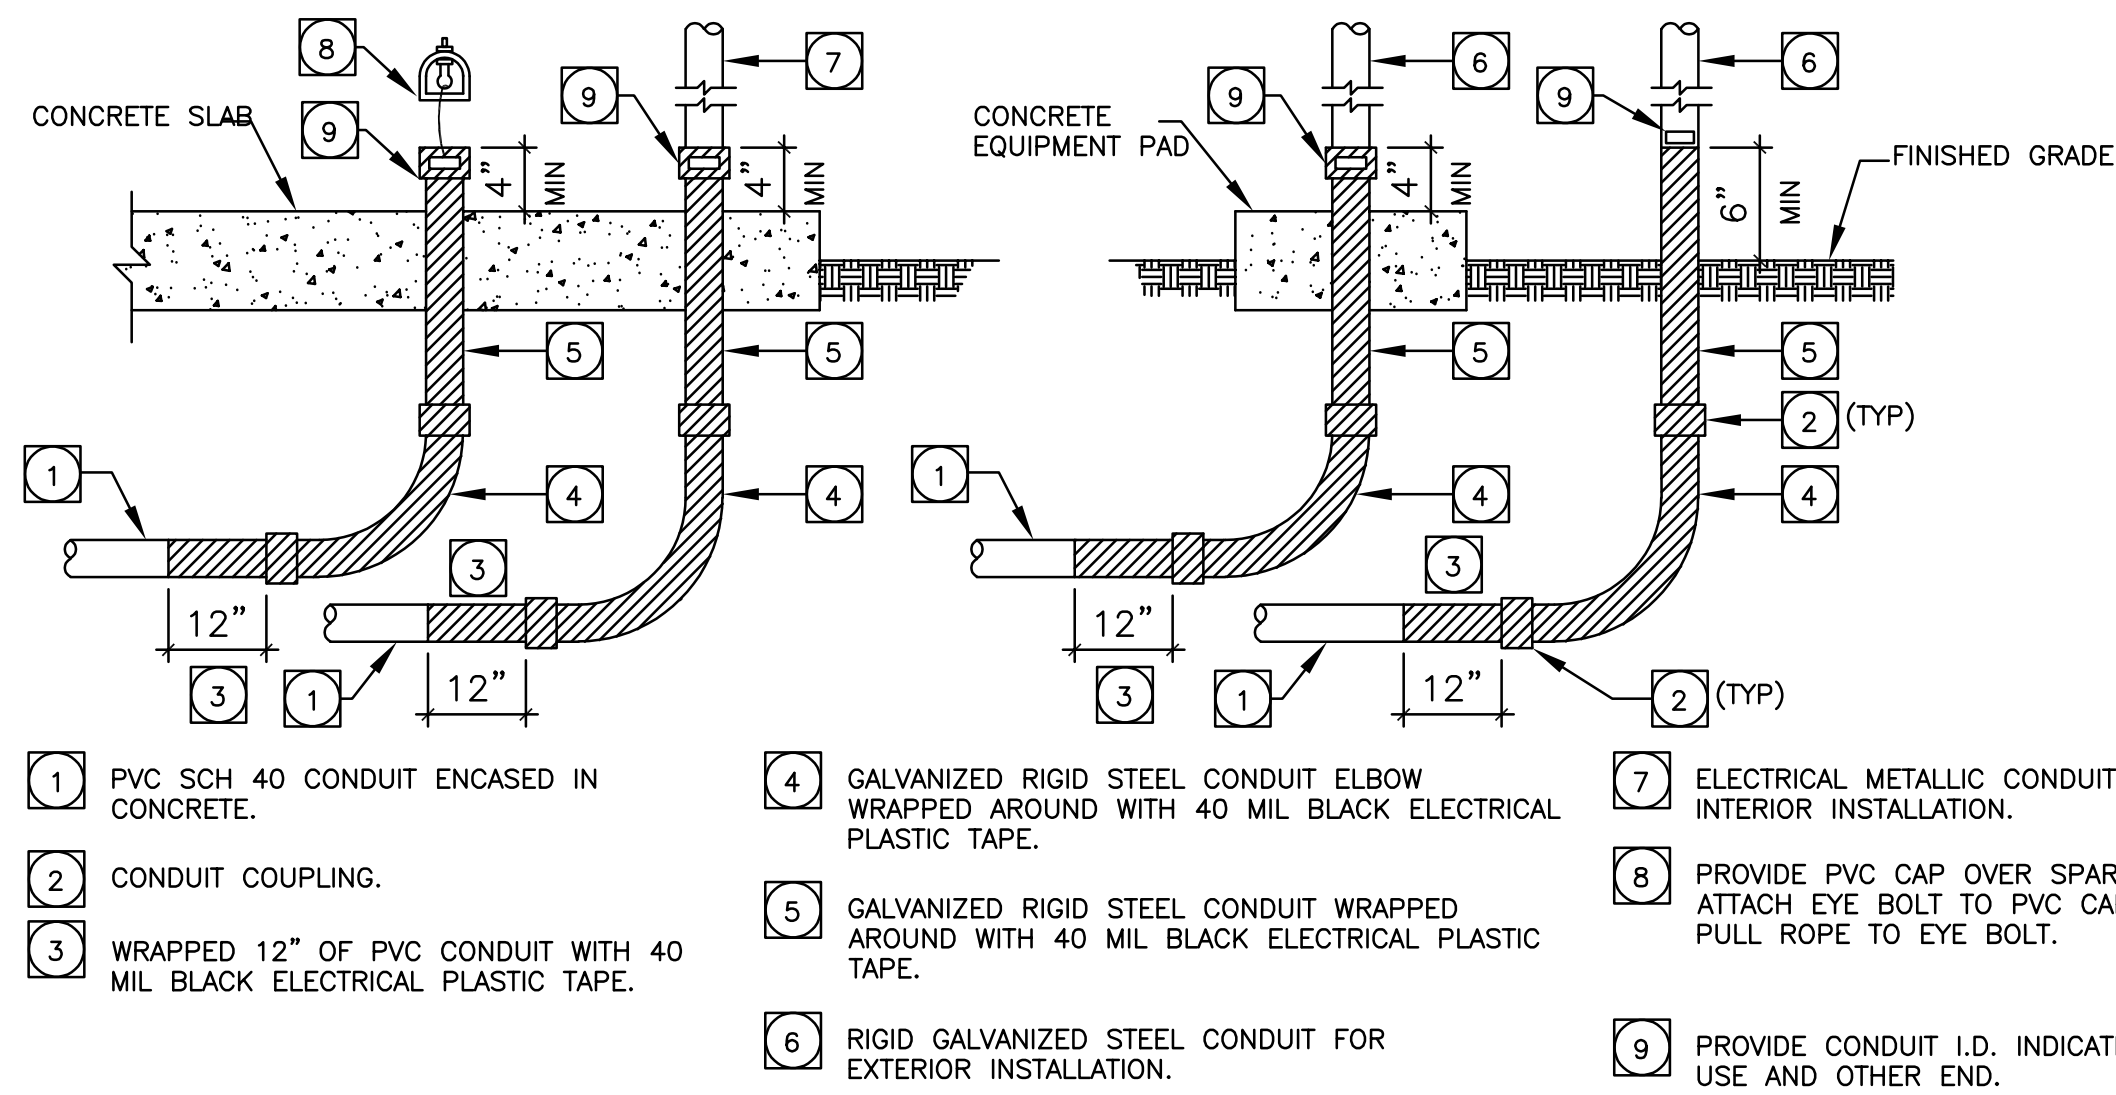 8
9
9
7
9
6
9
6
CONCRETE SLAB
CONCRETE
EQUIPMENT PAD
FINISHED GRADE
4" MIN
4" MIN
4" MIN
6" MIN
5
5
5
5
2 (TYP)
1
4
4
1
4
4
3
3
12"
12"
12"
12"
3
1
3
1
2 (TYP)
1 PVC SCH 40 CONDUIT ENCASED IN
CONCRETE.
2 CONDUIT COUPLING.
3 WRAPPED 12" OF PVC CONDUIT WITH 40
MIL BLACK ELECTRICAL PLASTIC TAPE.
4 GALVANIZED RIGID STEEL CONDUIT ELBOW
WRAPPED AROUND WITH 40 MIL BLACK ELECTRICAL
PLASTIC TAPE.
5 GALVANIZED RIGID STEEL CONDUIT WRAPPED
AROUND WITH 40 MIL BLACK ELECTRICAL PLASTIC
TAPE.
6 RIGID GALVANIZED STEEL CONDUIT FOR
EXTERIOR INSTALLATION.
7 ELECTRICAL METALLIC CONDUIT
INTERIOR INSTALLATION.
8 PROVIDE PVC CAP OVER
ATTACH EYE BOLT TO PVC
PULL ROPE TO EYE BOLT.
9 PROVIDE CONDUIT I.D.
USE AND OTHER END.